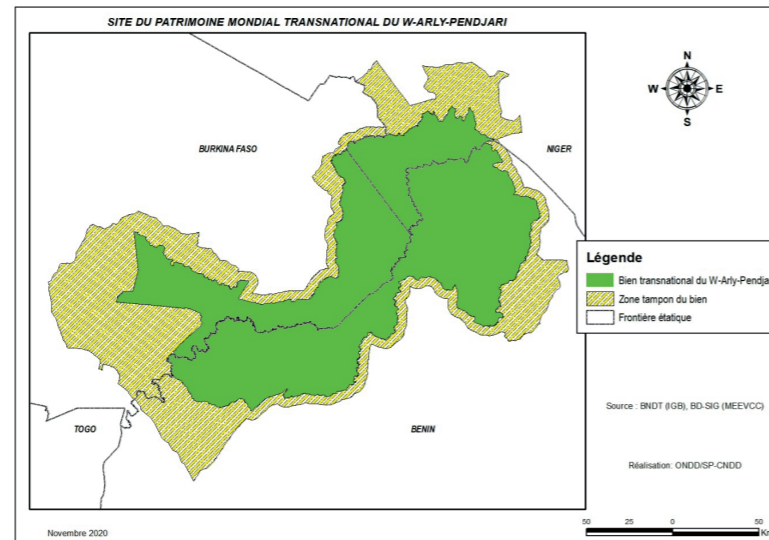 SITE DU PATRIMOINE MONDIAL TRANSNATIONAL DU W-ARLY-PENDJARI
N
W E
S
BURKINA FASO
NIGER
Légende
Bien transnational du W-Arly-Pendja
Zone tampon du bien
Frontière étatique
Source : BNDT (IGB), BD-SIG (MEEVCC)
TOGO
BENIN
Réalisation: ONDD/SP-CNDD
Novembre 2020
50 25 0 50
Km